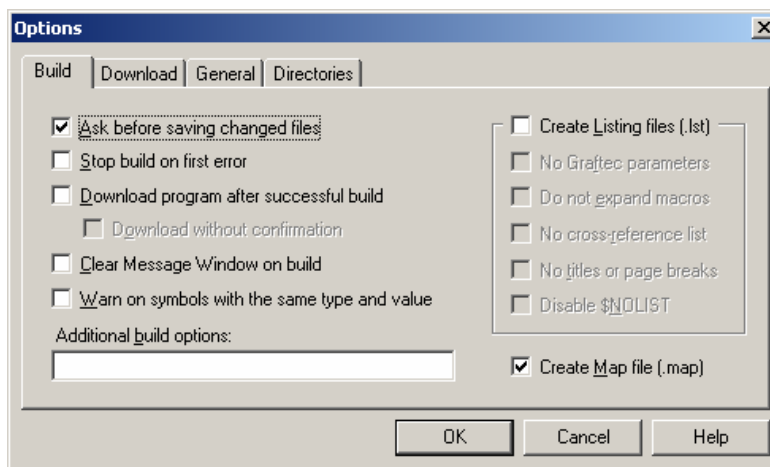 Options
Build Download General Directories
Ask before saving changed files
Stop build on first error
Download program after successful build
Download without confirmation
Clear Message Window on build
Warn on symbols with the same type and value
Additional build options:
Create Listing files (.lst)
No Graftec parameters
Do not expand macros
No cross-reference list
No titles or page breaks
Disable $NOLIST
Create Map file (.map)
OK Cancel Help